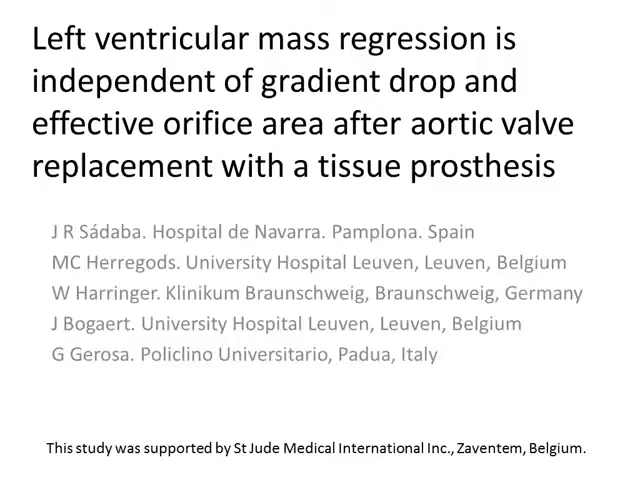 Left ventricular mass regression is
independent of gradient drop and
effective orifice area after aortic valve
replacement with a tissue prosthesis
J R Sádaba. Hospital de Navarra. Pamplona. Spain
MC Herregods. University Hospital Leuven, Leuven, Belgium
W Harringer. Klinikum Braunschweig, Braunschweig, Germany
J Bogaert. University Hospital Leuven, Leuven, Belgium
G Gerosa. Policlino Universitario, Padua, Italy
This study was supported by St Jude Medical International Inc., Zaventem, Belgium.